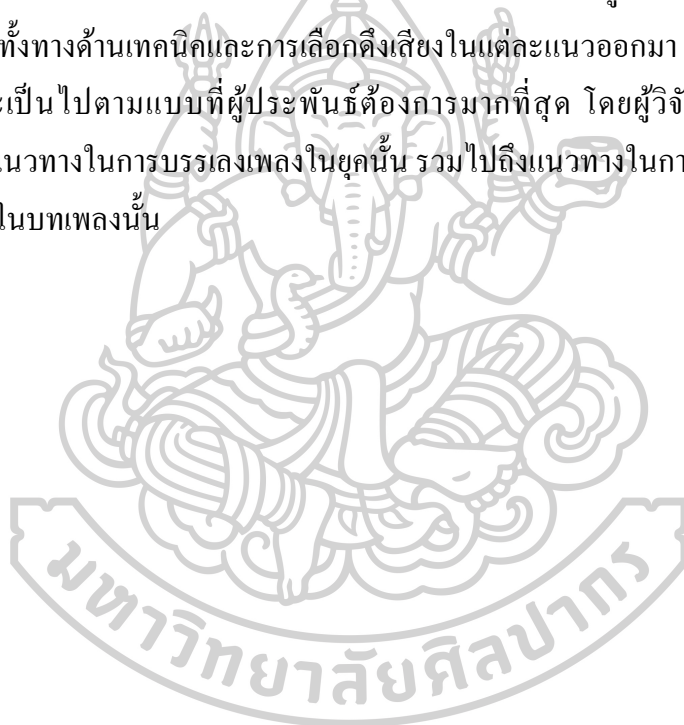 ทั้งทางด้านเทคนิคและการเลือกดึงเสียงในแต่ละแนวออกมา
ะเป็นไปตามแบบที่ผู้ประพันธ์ต้องการมากที่สุด โดยผู้วิจั
แนวทางในการบรรเลงเพลงในยุคนั้น รวมไปถึงแนวทางในกา
ในบทเพลงนั้น
มหาวิทยาลัยศิลปากร